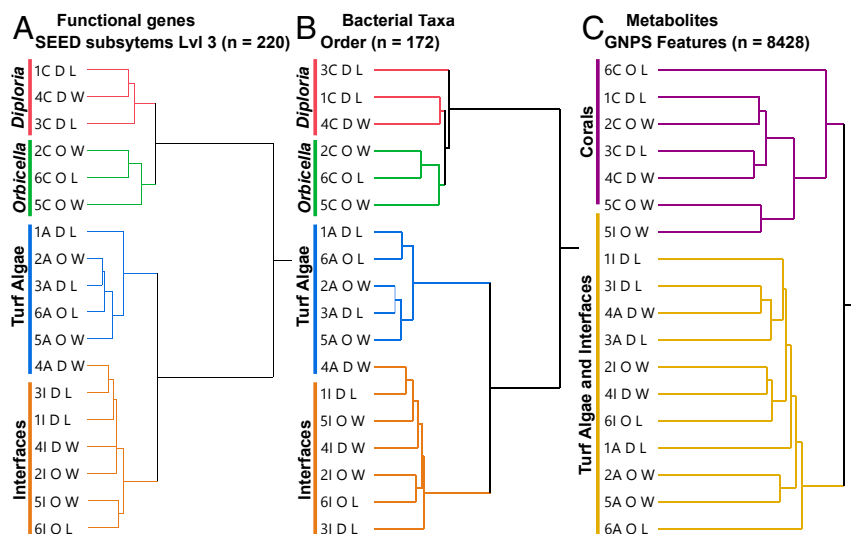 A Functional genes
SEED subsytems Lvl 3 (n = 220)
Diploria
Orbicella
Turf Algae
Interfaces
1C D L
4C D W
3C D L
2C O W
6C O L
5C O W
1A D L
2A O W
3A D L
6A O L
5A O W
4A D W
3I D L
1I D L
4I D W
2I O W
5I O W
6I O L
B Bacterial Taxa
Order (n = 172)
Diploria
Orbicella
Turf Algae
Interfaces
3C D L
1C D L
4C D W
2C O W
6C O L
5C O W
1A D L
6A O L
2A O W
3A D L
5A O W
4A D W
1I D L
5I O W
4I D W
2I O W
6I O L
3I D L
C Metabolites
GNPS Features (n = 8428)
Corals
Turf Algae and Interfaces
6C O L
1C D L
2C O W
3C D L
4C D W
5C O W
5I O W
1I D L
3I D L
4A D W
3A D L
2I O W
4I D W
6I O L
1A D L
2A O W
5A O W
6A O L